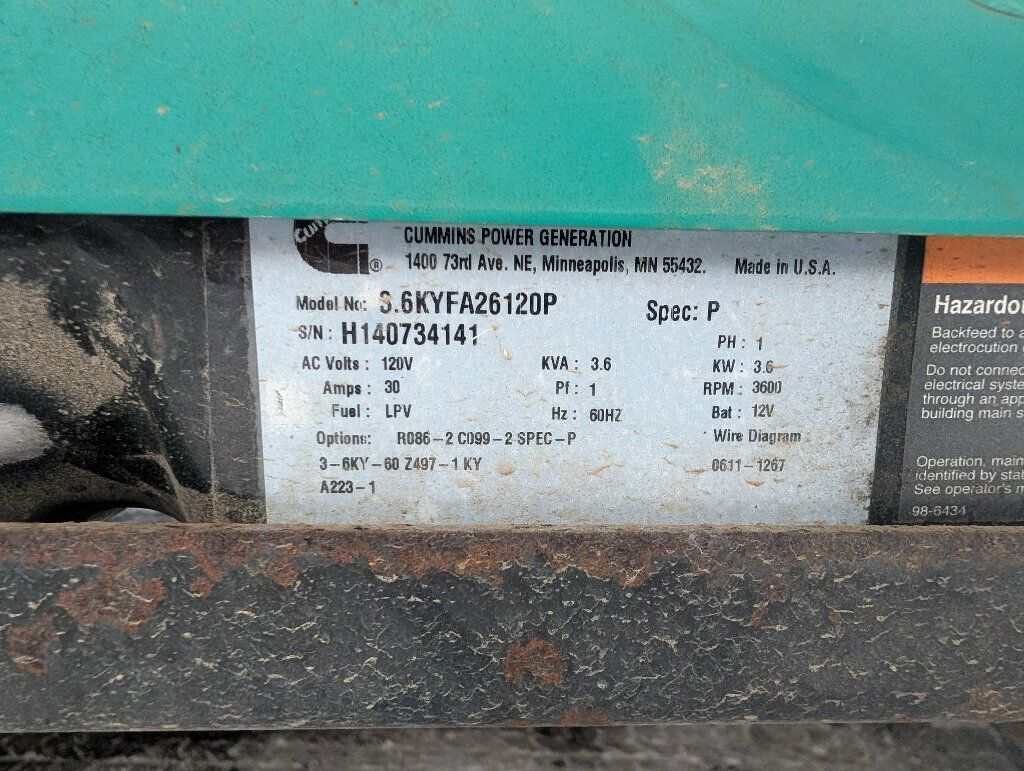 Cum
CUMMINS POWER GENERATION
1400 73rd Ave. NE, Minneapolis, MN 55432. Made in U.S.A.
®
Model No: 3.6KYFA26120P Spec: P
S/N : H140734141
PH : 1
AC Volts : 120V KVA : 3.6 KW : 3.6
Amps : 30 Pf : 1 RPM : 3600
Fuel : LPV Hz : 60HZ Bat : 12V
Options: R086-2 C099-2 SPEC-P Wire Diagram
3-6KY-60 Z497-1 KY 0611-1267
A223-1
Hazardou
Backfeed to a
electrocution
Do not connec
electrical syste
through an app
building main s
Operation, main
identified by stat
See operator's m
98-6434